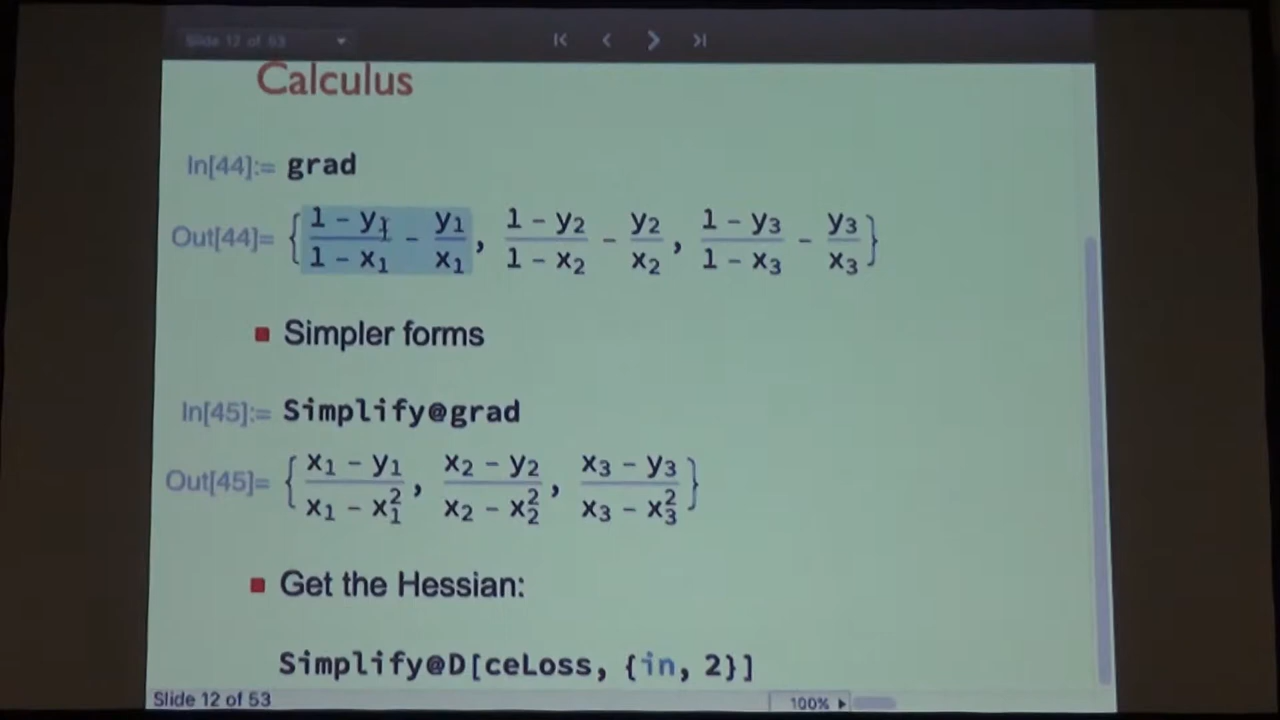 Slide 12 of 53
Calculus
In[44]:= grad
Out[44]= { (1 - y₁)/(1 - x₁) - y₁/x₁, (1 - y₂)/(1 - x₂) - y₂/x₂, (1 - y₃)/(1 - x₃) - y₃/x₃ }
Simpler forms
In[45]:= Simplify@grad
Out[45]= { (x₁ - y₁)/(x₁ - x₁²), (x₂ - y₂)/(x₂ - x₂²), (x₃ - y₃)/(x₃ - x₃²) }
Get the Hessian:
Simplify@D[ceLoss, {in, 2}]
Slide 12 of 53
100%